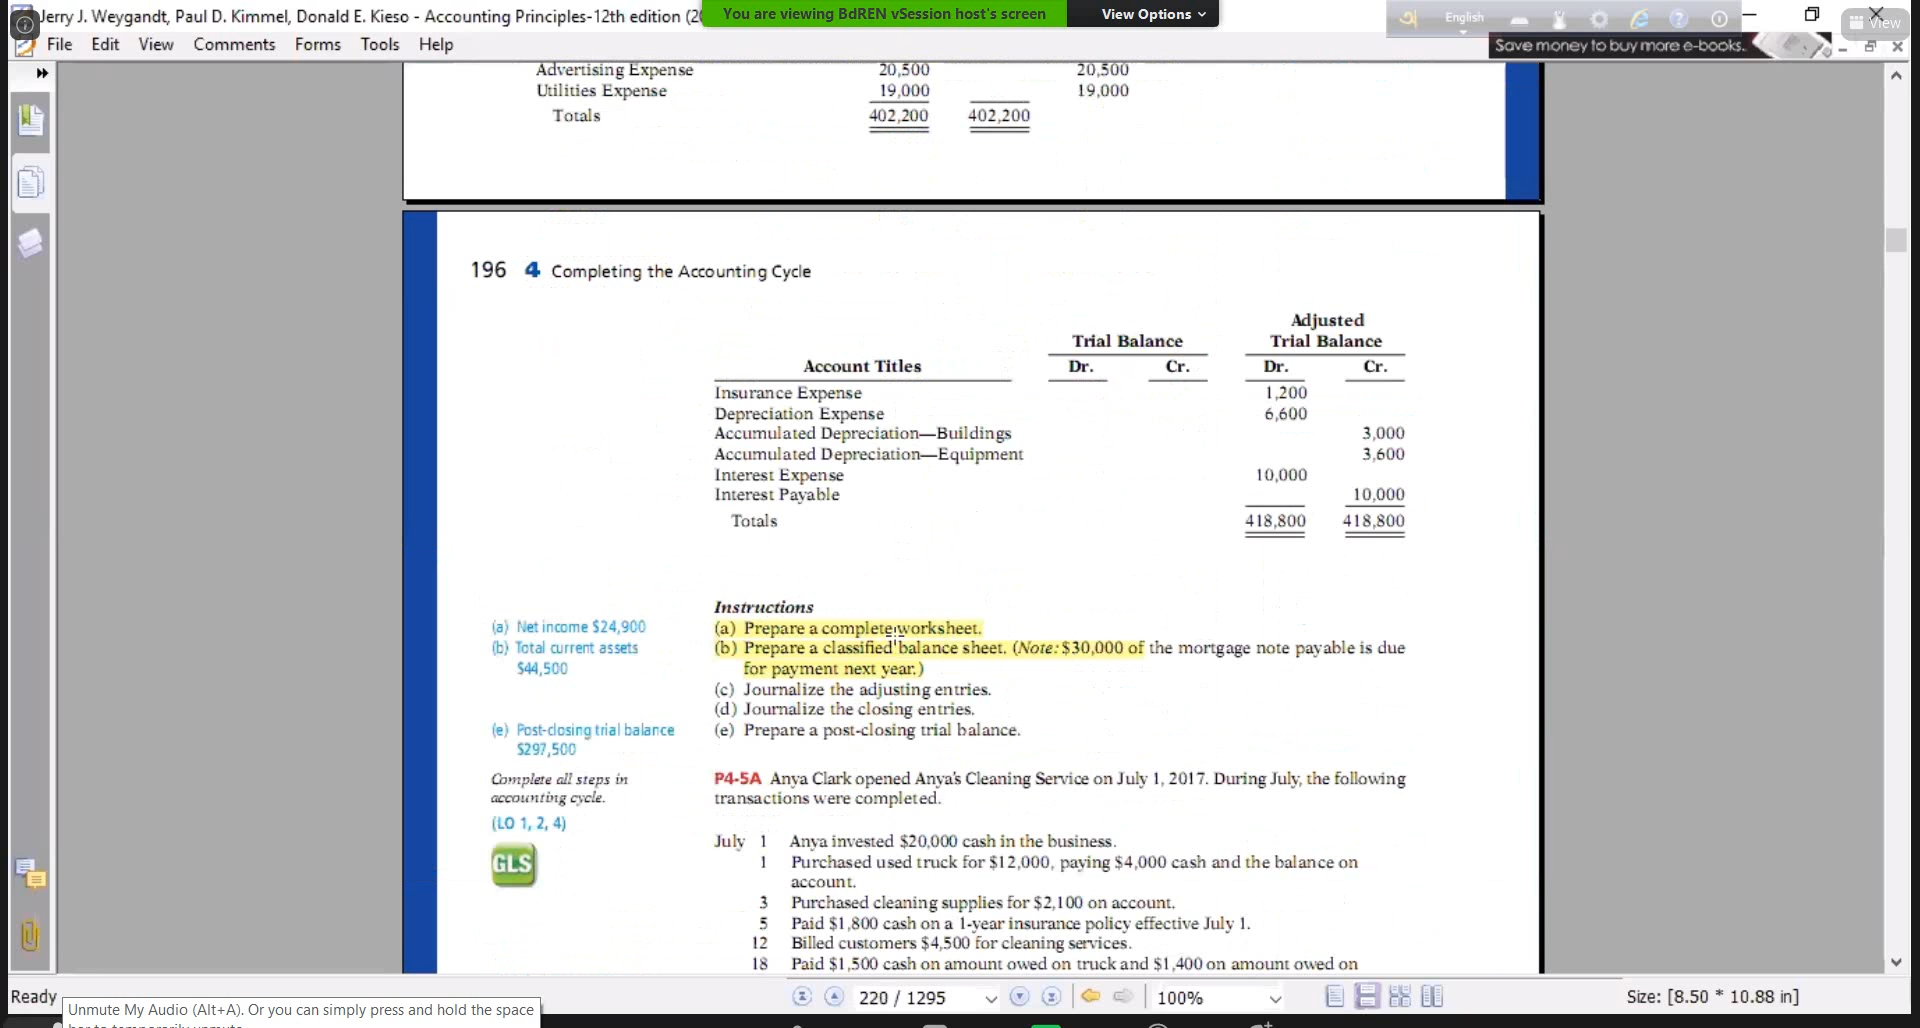 Jerry J. Weygandt, Paul D. Kimmel, Donald E. Kieso - Accounting Principles-12th edition (20
You are viewing BdREN vSession host's screen
View Options
English
View
File Edit View Comments Forms Tools Help
Save money to buy more e-books..
Advertising Expense 20,500 20,500
Utilities Expense 19,000 19,000
Totals 402,200 402,200
196 4 Completing the Accounting Cycle
Adjusted
Trial Balance Trial Balance
Account Titles Dr. Cr. Dr. Cr.
Insurance Expense 1,200
Depreciation Expense 6,600
Accumulated Depreciation—Buildings 3,000
Accumulated Depreciation—Equipment 3,600
Interest Expense 10,000
Interest Payable 10,000
Totals 418,800 418,800
Instructions
(a) Net income $24,900 (a) Prepare a complete worksheet.
(b) Total current assets (b) Prepare a classified balance sheet. (Note: $30,000 of the mortgage note payable is due
$44,500 for payment next year.)
(c) Journalize the adjusting entries.
(d) Journalize the closing entries.
(e) Post-closing trial balance (e) Prepare a post-closing trial balance.
$297,500
Complete all steps in P4-5A Anya Clark opened Anya's Cleaning Service on July 1, 2017. During July, the following
accounting cycle. transactions were completed.
(LO 1, 2, 4)
July 1 Anya invested $20,000 cash in the business.
GLS 1 Purchased used truck for $12,000, paying $4,000 cash and the balance on
account.
3 Purchased cleaning supplies for $2,100 on account.
5 Paid $1,800 cash on a 1-year insurance policy effective July 1.
12 Billed customers $4,500 for cleaning services.
18 Paid $1,500 cash on amount owed on truck and $1,400 on amount owed on
Ready 220 / 1295 100% Size: [8.50 * 10.88 in]
Unmute My Audio (Alt+A). Or you can simply press and hold the space